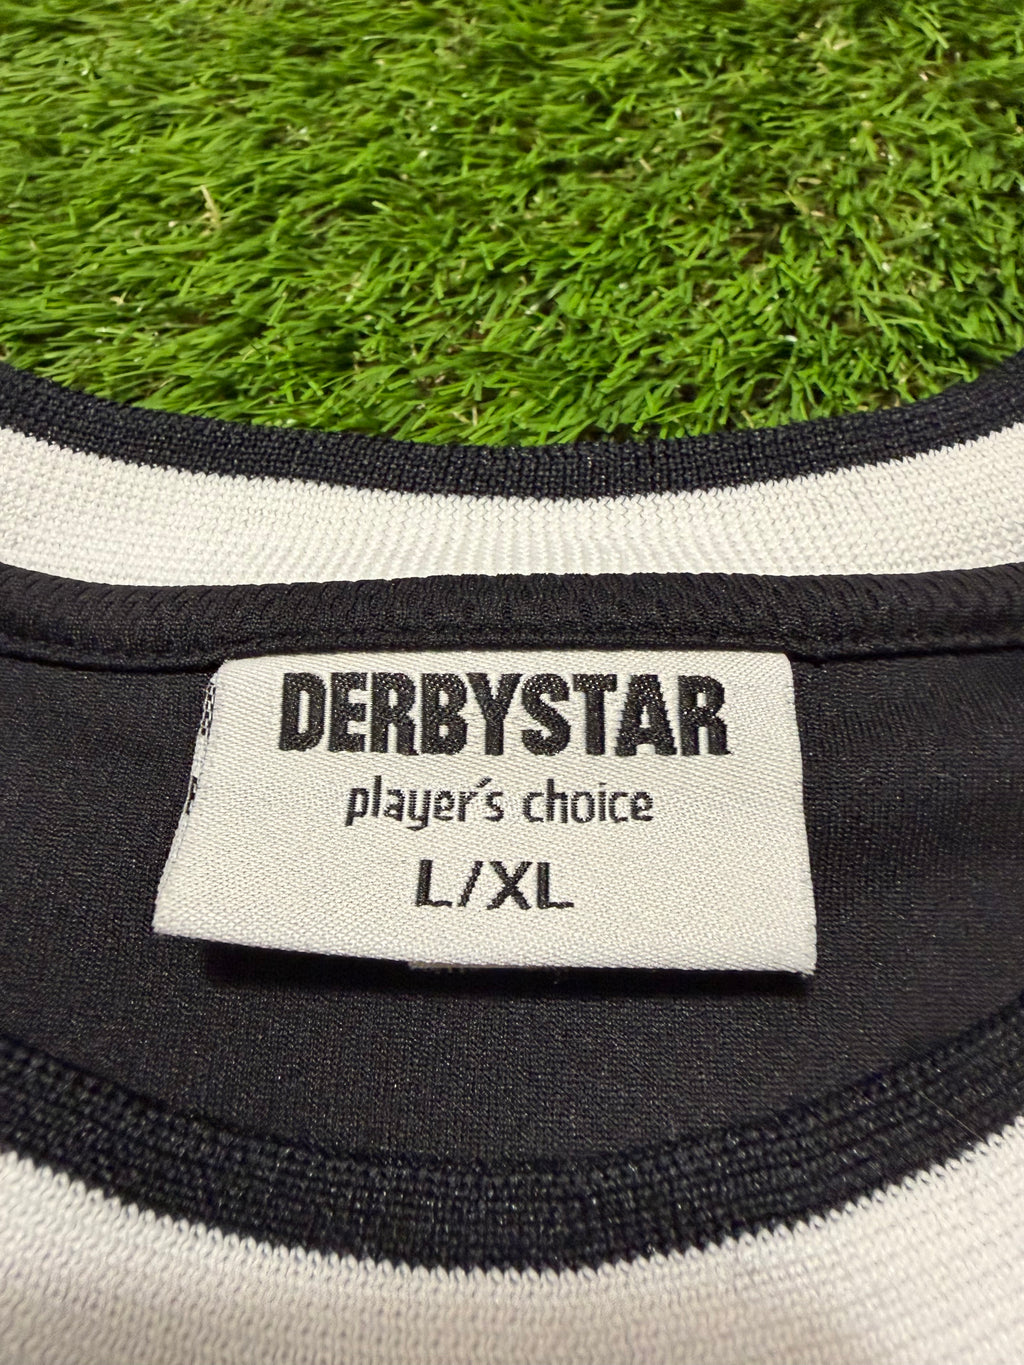 DERBYSTAR
player's choice
L/XL